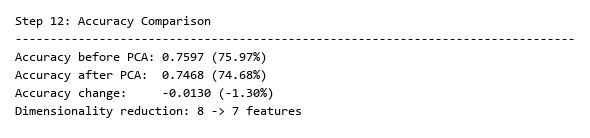 Step 12: Accuracy Comparison
--------------------------------------------------------------------------------
Accuracy before PCA: 0.7597 (75.97%)
Accuracy after PCA:  0.7468 (74.68%)
Accuracy change:     -0.0130 (-1.30%)
Dimensionality reduction: 8 -> 7 features